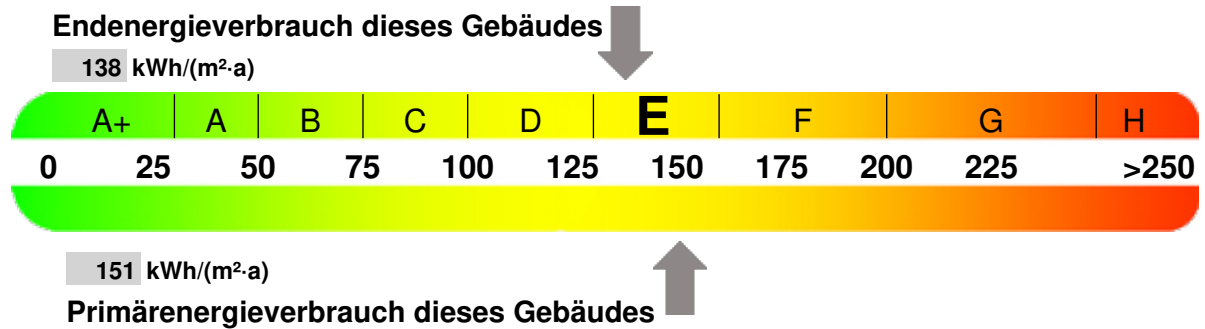 Endenergieverbrauch dieses Gebäudes
138 kWh/(m²·a)
A+ A B C D E F G H
0 25 50 75 100 125 150 175 200 225 >250
151 kWh/(m²·a)
Primärenergieverbrauch dieses Gebäudes